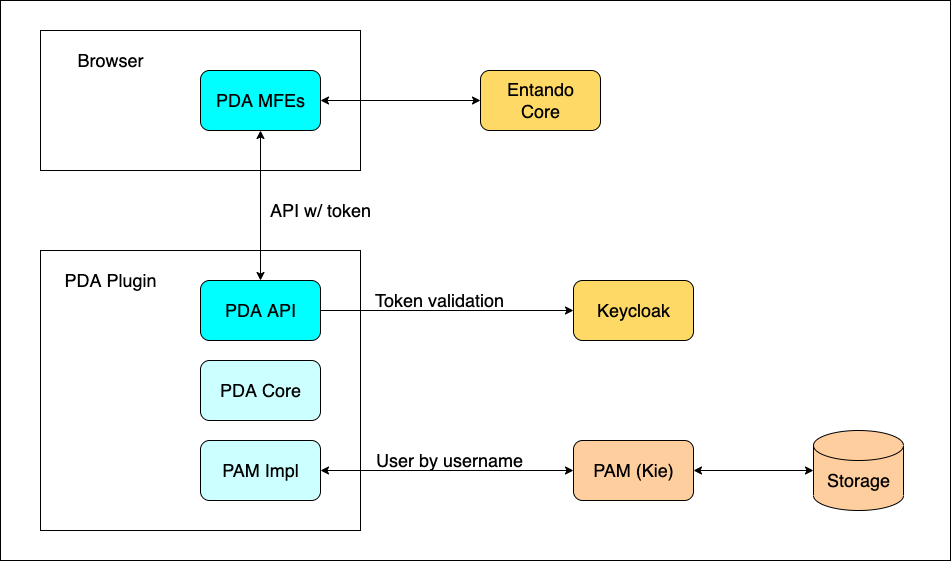 Browser
PDA MFEs
Entando
Core
API w/ token
PDA Plugin
PDA API
Token validation
Keycloak
PDA Core
PAM Impl
User by username
PAM (Kie)
Storage